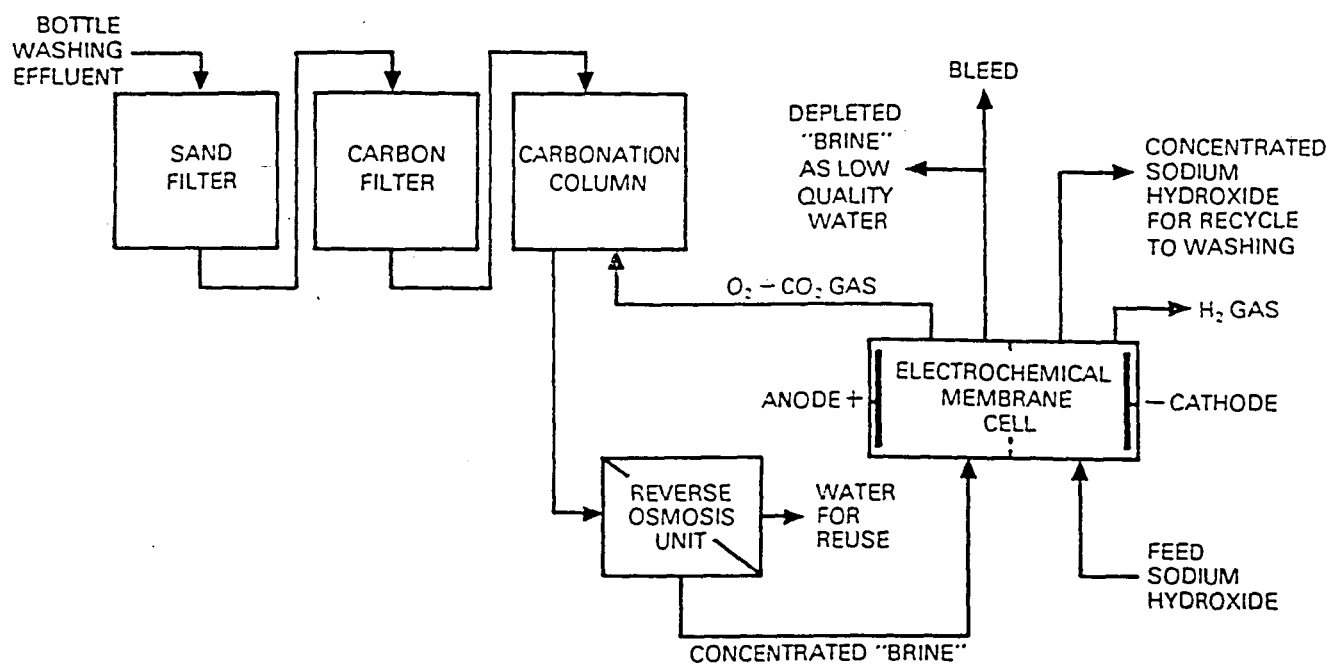 BOTTLE
WASHING
EFFLUENT
SAND
FILTER
CARBON
FILTER
CARBONATION
COLUMN
BLEED
DEPLETED
"BRINE"
AS LOW
QUALITY
WATER
CONCENTRATED
SODIUM
HYDROXIDE
FOR RECYCLE
TO WASHING
O₂ – CO₂ GAS
H₂ GAS
ANODE +
ELECTROCHEMICAL
MEMBRANE
CELL
– CATHODE
REVERSE
OSMOSIS
UNIT
WATER
FOR
REUSE
FEED
SODIUM
HYDROXIDE
CONCENTRATED "BRINE"